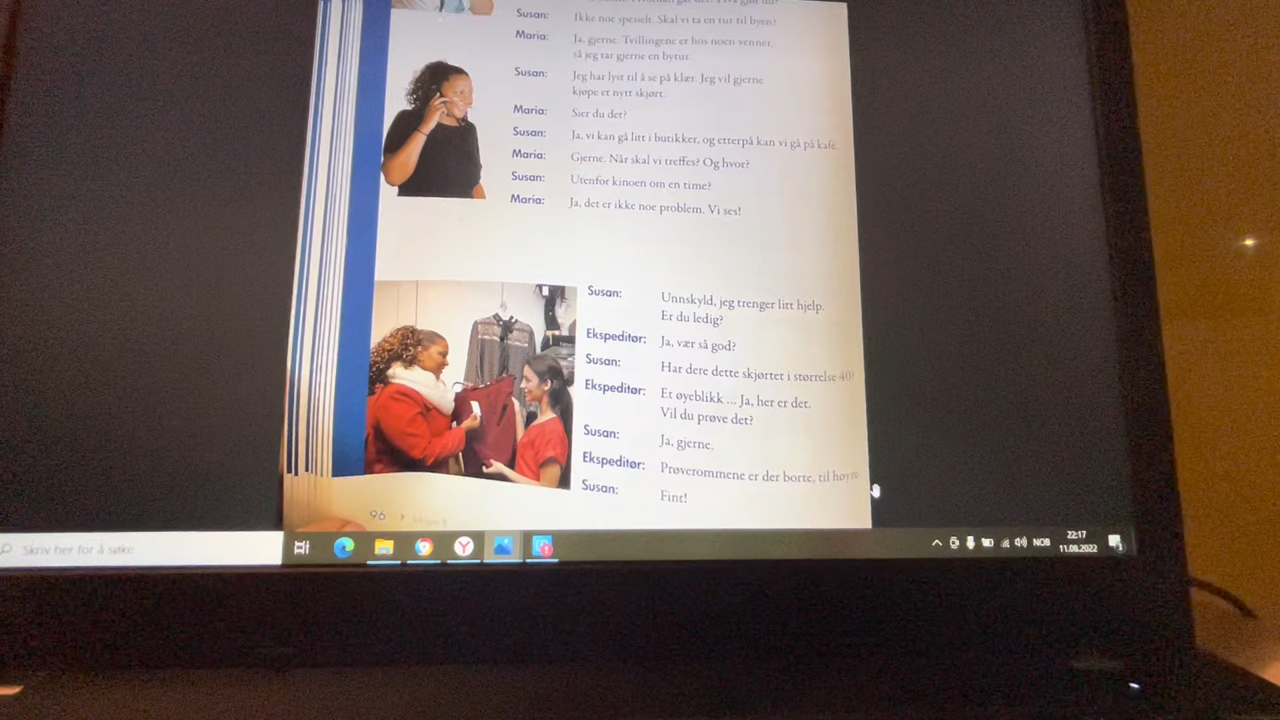 Susan: Ikke noe spesielt. Skal vi ta en tur til byen?
Maria: Ja, gjerne. Tvillingene er hos noen venner,
så jeg tar gjerne en bytur.
Susan: Jeg har lyst til å se på klær. Jeg vil gjerne
kjøpe et nytt skjørt.
Maria: Sier du det?
Susan: Ja, vi kan gå litt i butikker, og etterpå kan vi gå på kafé.
Maria: Gjerne. Når skal vi treffes? Og hvor?
Susan: Utenfor kinoen om en time?
Maria: Ja, det er ikke noe problem. Vi ses!
Susan: Unnskyld, jeg trenger litt hjelp.
Er du ledig?
Ekspeditør: Ja, vær så god?
Susan: Har dere dette skjørtet i størrelse 40?
Ekspeditør: Et øyeblikk ... Ja, her er det.
Vil du prøve det?
Susan: Ja, gjerne.
Ekspeditør: Prøverommene er der borte, til høyre
Susan: Fint!
96
Skriv her for å søke
NOB
22:17
11.08.2022